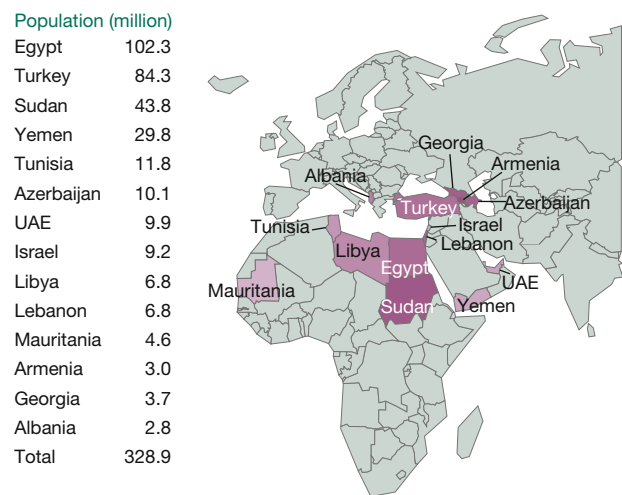 Population (million)
Egypt 102.3
Turkey 84.3
Sudan 43.8
Yemen 29.8
Tunisia 11.8
Azerbaijan 10.1
UAE 9.9
Israel 9.2
Libya 6.8
Lebanon 6.8
Mauritania 4.6
Armenia 3.0
Georgia 3.7
Albania 2.8
Total 328.9
Georgia
Armenia
Albania
Azerbaijan
Turkey
Tunisia
Israel
Lebanon
Libya
Egypt
UAE
Mauritania
Sudan
Yemen